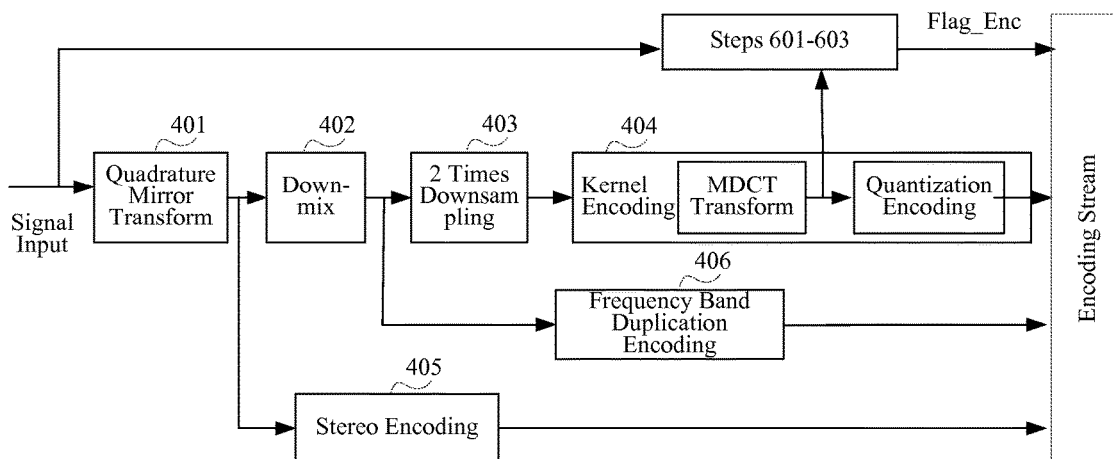 Steps 601-603
Flag_Enc
401
402
403
404
Signal
Input
Quadrature
Mirror
Transform
Down-
mix
2 Times
Downsam
pling
Kernel
Encoding
MDCT
Transform
Quantization
Encoding
406
Frequency Band
Duplication
Encoding
405
Stereo Encoding
Encoding Stream